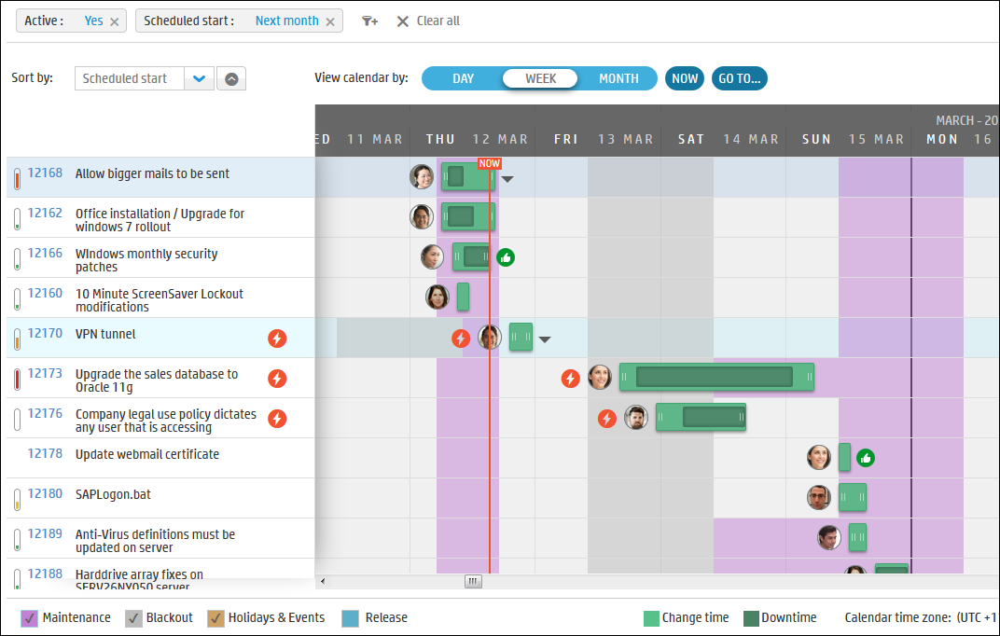 Active : Yes Scheduled start : Next month Clear all
Sort by: Scheduled start View calendar by: DAY WEEK MONTH NOW GO TO...
MARCH - 20
ED 11 MAR THU 12 MAR FRI 13 MAR SAT 14 MAR SUN 15 MAR MON 16
NOW
12168 Allow bigger mails to be sent
12162 Office installation / Upgrade for
windows 7 rollout
12166 WIndows monthly security
patches
12160 10 Minute ScreenSaver Lockout
modifications
12170 VPN tunnel
12173 Upgrade the sales database to
Oracle 11g
12176 Company legal use policy dictates
any user that is accessing
12178 Update webmail certificate
12180 SAPLogon.bat
12189 Anti-Virus definitions must be
updated on server
12188 Harddrive array fixes on
SERV26NY050 server
Maintenance Blackout Holidays & Events Release Change time Downtime Calendar time zone: (UTC +1